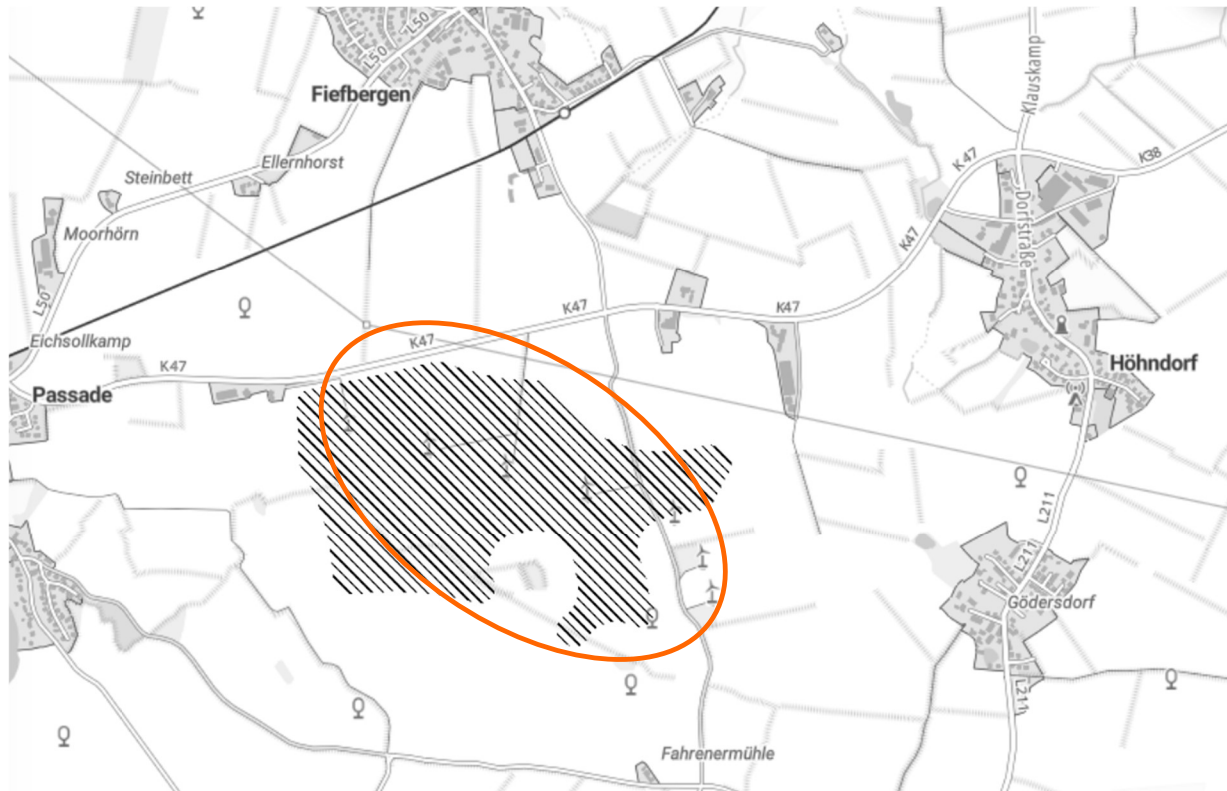 L50
L50
Klauskamp
Fiefbergen
Ellernhorst
K 47
K38
Steinbett
Dorfstraße
Moorhörn
K47
L50
K47
K47
Eichsollkamp
K47
K47
Höhndorf
Passade
L211
L211
Gödersdorf
L211
Fahrenermühle